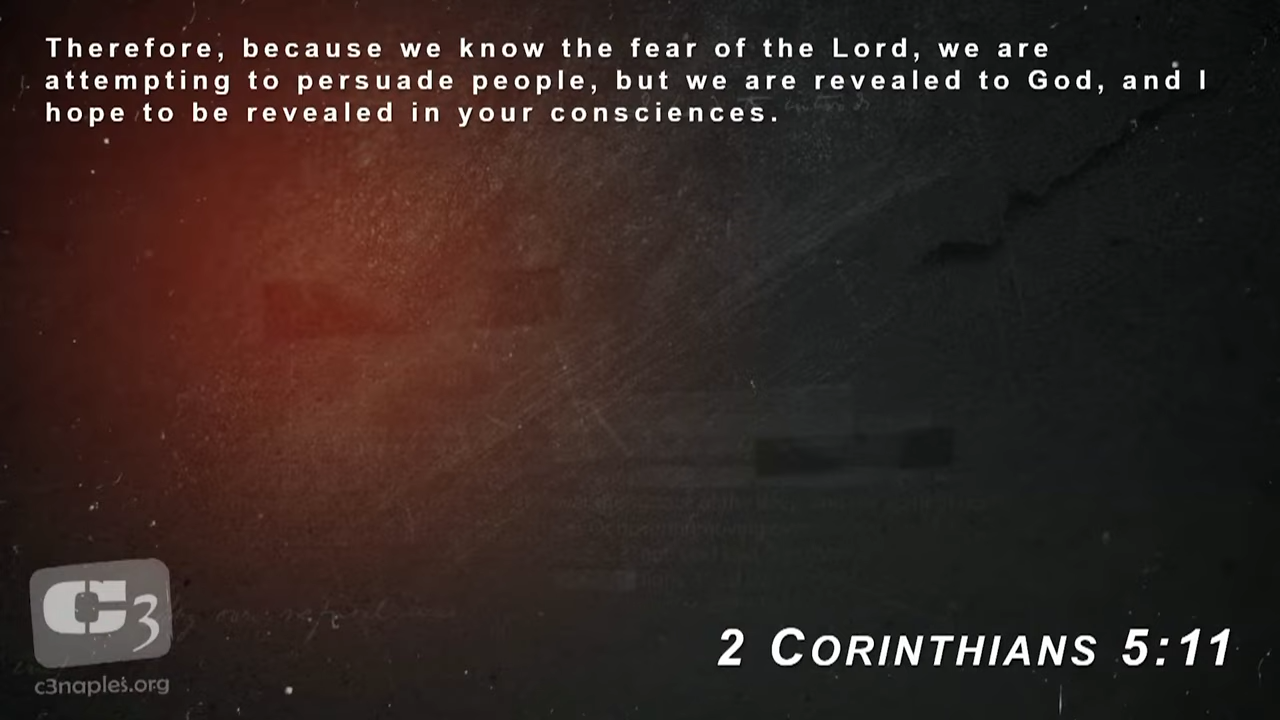 Therefore, because we know the fear of the Lord, we are
attempting to persuade people, but we are revealed to God, and I
hope to be revealed in your consciences.
C3
c3naples.org
2 CORINTHIANS 5:11